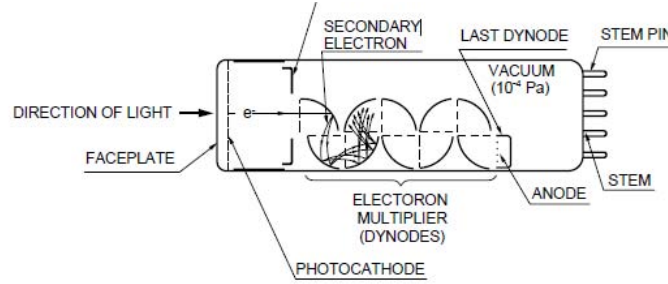 SECONDARY
ELECTRON
LAST DYNODE
STEM PIN
VACUUM
(10⁻⁴ Pa)
DIRECTION OF LIGHT
e-
FACEPLATE
STEM
ELECTORON
MULTIPLIER
(DYNODES)
ANODE
PHOTOCATHODE